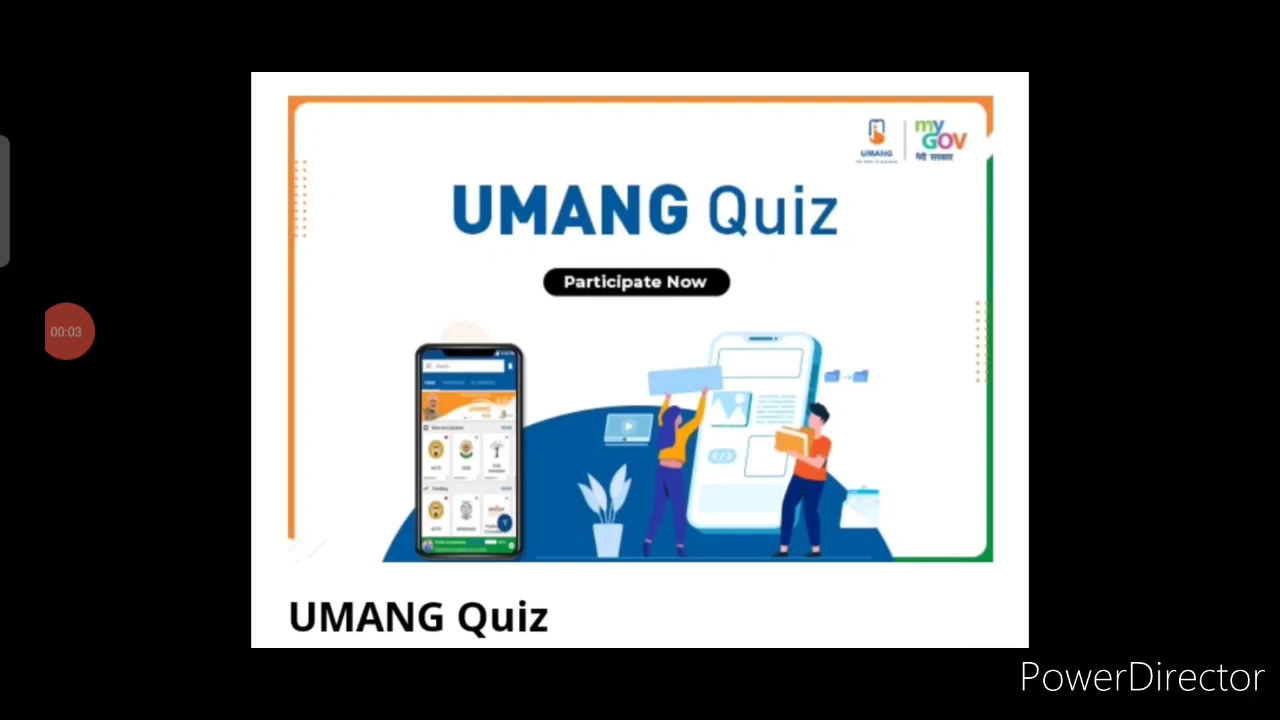 my
GOV
UMANG
मेरी सरकार
UMANG Quiz
Participate Now
00:03
UMANG Quiz
PowerDirector